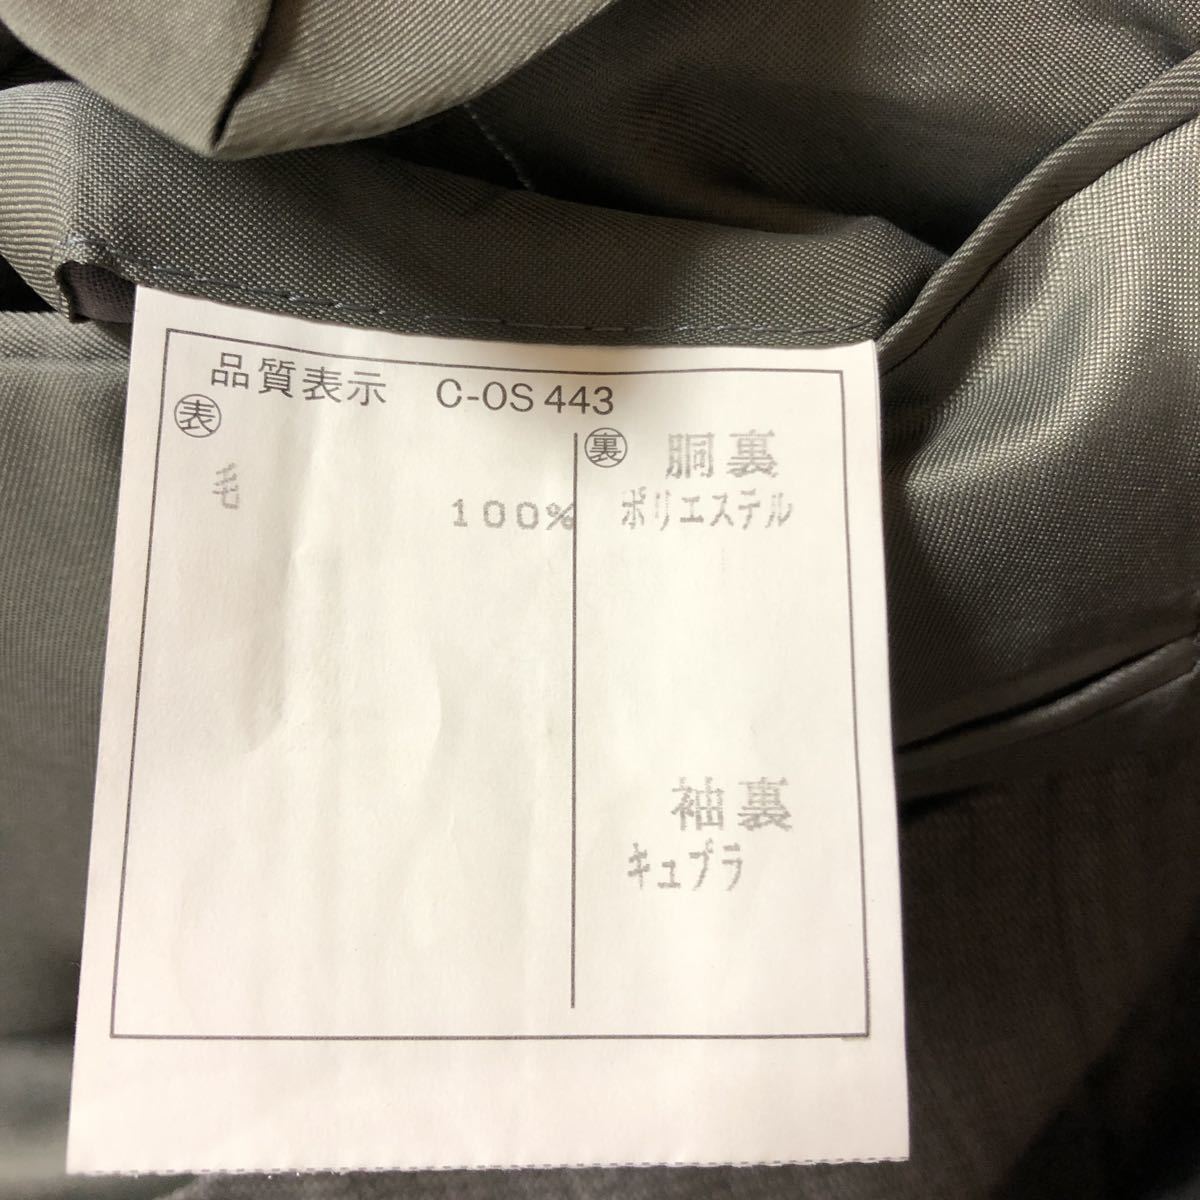 品質表示 C-OS 443
表
毛 100%
裏 胴裏
ポリエステル
袖裏
キュプラ